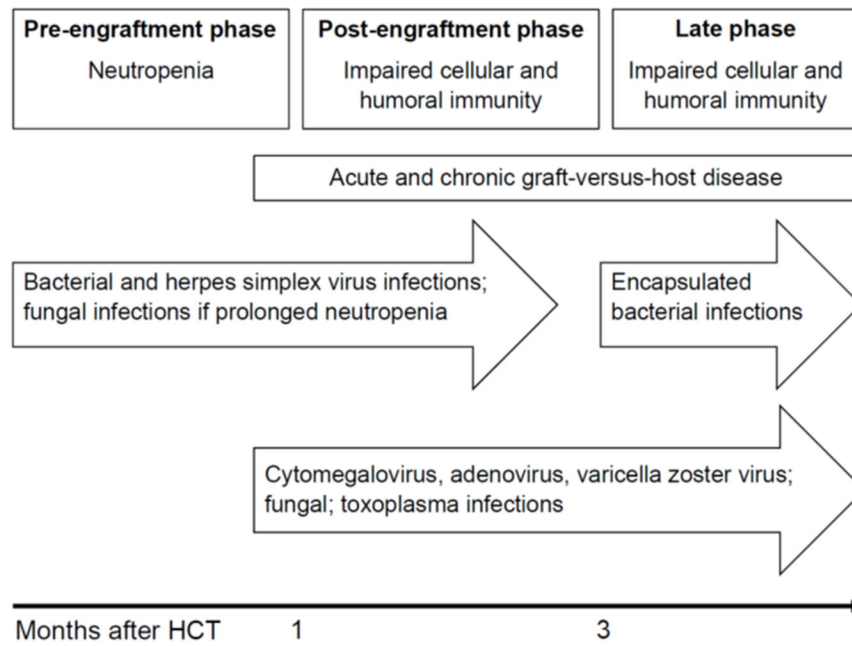 Pre-engraftment phase
Neutropenia
Post-engraftment phase
Impaired cellular and
humoral immunity
Late phase
Impaired cellular and
humoral immunity
Acute and chronic graft-versus-host disease
Bacterial and herpes simplex virus infections;
fungal infections if prolonged neutropenia
Encapsulated
bacterial infections
Cytomegalovirus, adenovirus, varicella zoster virus;
fungal; toxoplasma infections
Months after HCT 1 3